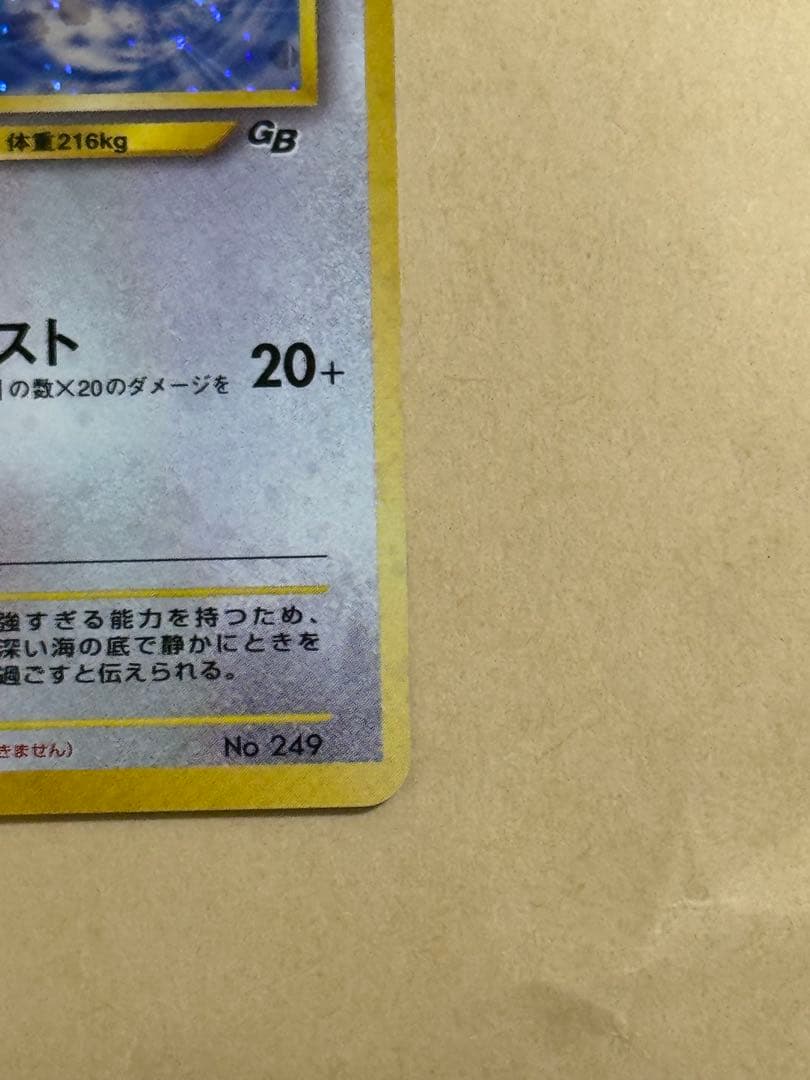 体重216kg
GB
スト
20+
の数×20のダメージを
強すぎる能力を持つため、
深い海の底で静かにときを
過ごすと伝えられる。
きません)
No 249